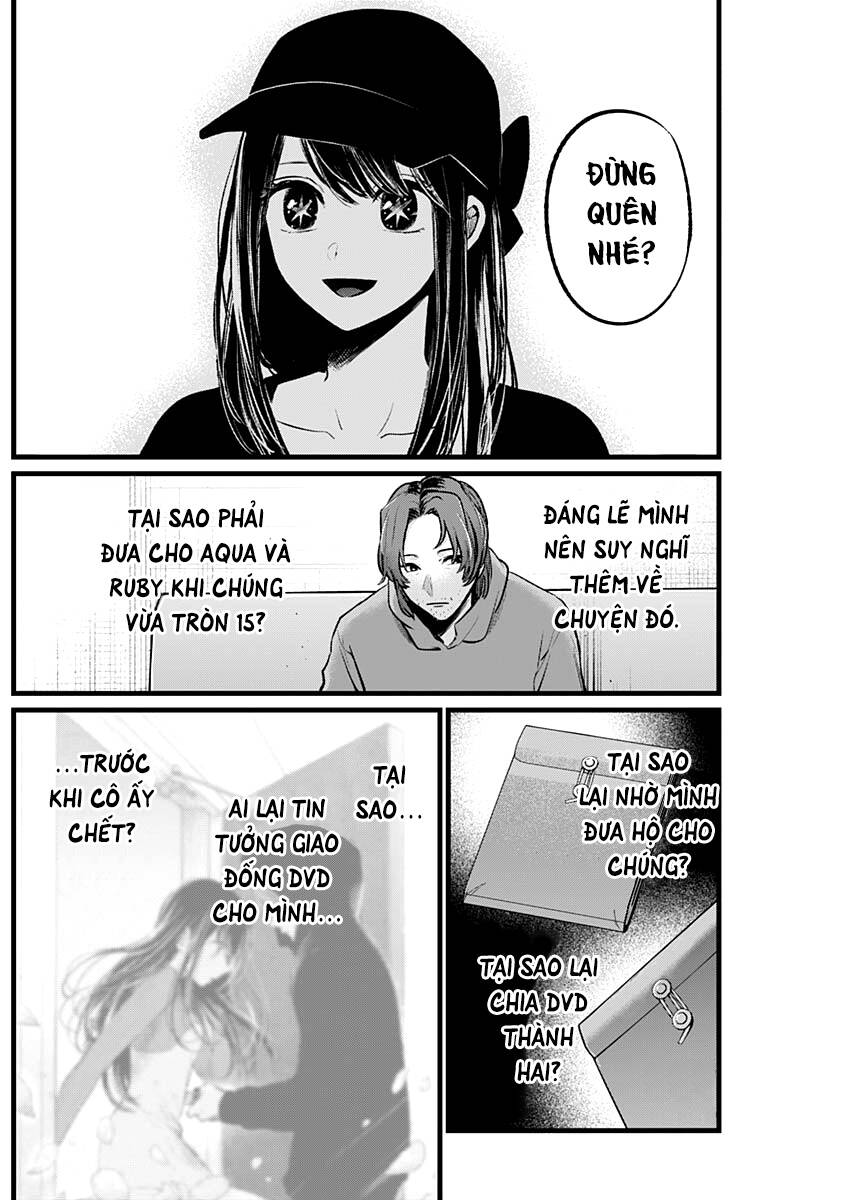 ĐỪNG
QUÊN
NHÉ?
ĐÁNG LẼ MÌNH
NÊN SUY NGHĨ
THÊM VỀ
CHUYỆN ĐÓ.
TẠI SAO PHẢI
ĐƯA CHO AQUA VÀ
RUBY KHI CHÚNG
VỪA TRÒN 15?
TẠI SAO
LẠI NHỜ MÌNH
ĐƯA HỘ CHO
CHÚNG?
TẠI SAO LẠI
CHIA DVD
THÀNH
HAI?
TẠI
SAO...
AI LẠI TIN
TƯỞNG GIAO
ĐỐNG DVD
CHO MÌNH...
...TRƯỚC
KHI CÔ ẤY
CHẾT?